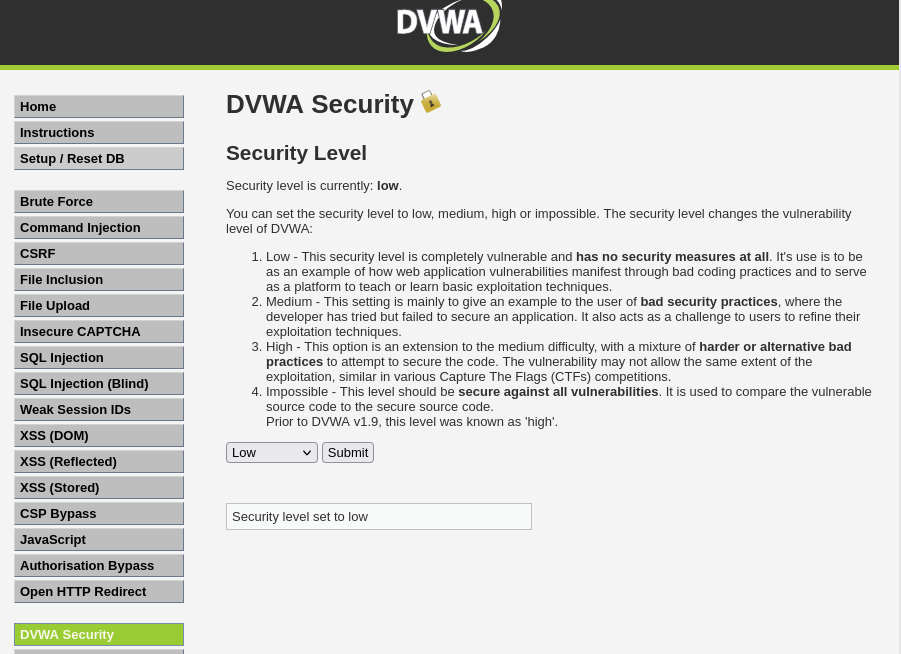 DVWA
Home
Instructions
Setup / Reset DB
Brute Force
Command Injection
CSRF
File Inclusion
File Upload
Insecure CAPTCHA
SQL Injection
SQL Injection (Blind)
Weak Session IDs
XSS (DOM)
XSS (Reflected)
XSS (Stored)
CSP Bypass
JavaScript
Authorisation Bypass
Open HTTP Redirect
DVWA Security
DVWA Security
Security Level
Security level is currently: low.
You can set the security level to low, medium, high or impossible. The security level changes the vulnerability
level of DVWA:
1. Low - This security level is completely vulnerable and has no security measures at all. It's use is to be
as an example of how web application vulnerabilities manifest through bad coding practices and to serve
as a platform to teach or learn basic exploitation techniques.
2. Medium - This setting is mainly to give an example to the user of bad security practices, where the
developer has tried but failed to secure an application. It also acts as a challenge to users to refine their
exploitation techniques.
3. High - This option is an extension to the medium difficulty, with a mixture of harder or alternative bad
practices to attempt to secure the code. The vulnerability may not allow the same extent of the
exploitation, similar in various Capture The Flags (CTFs) competitions.
4. Impossible - This level should be secure against all vulnerabilities. It is used to compare the vulnerable
source code to the secure source code.
Prior to DVWA v1.9, this level was known as 'high'.
Low Submit
Security level set to low